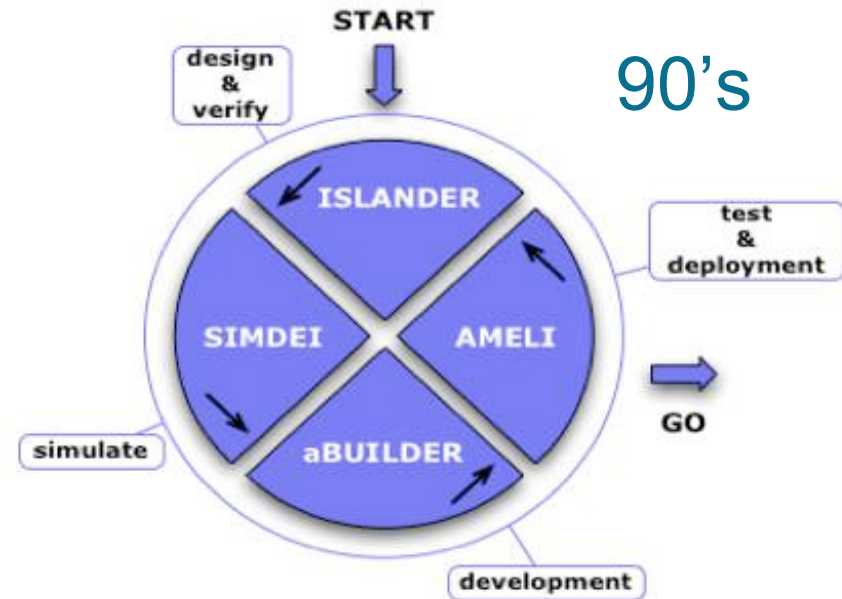 START
90's
design
&
verify
ISLANDER
test
&
deployment
SIMDEI
AMELI
GO
simulate
aBUILDER
development